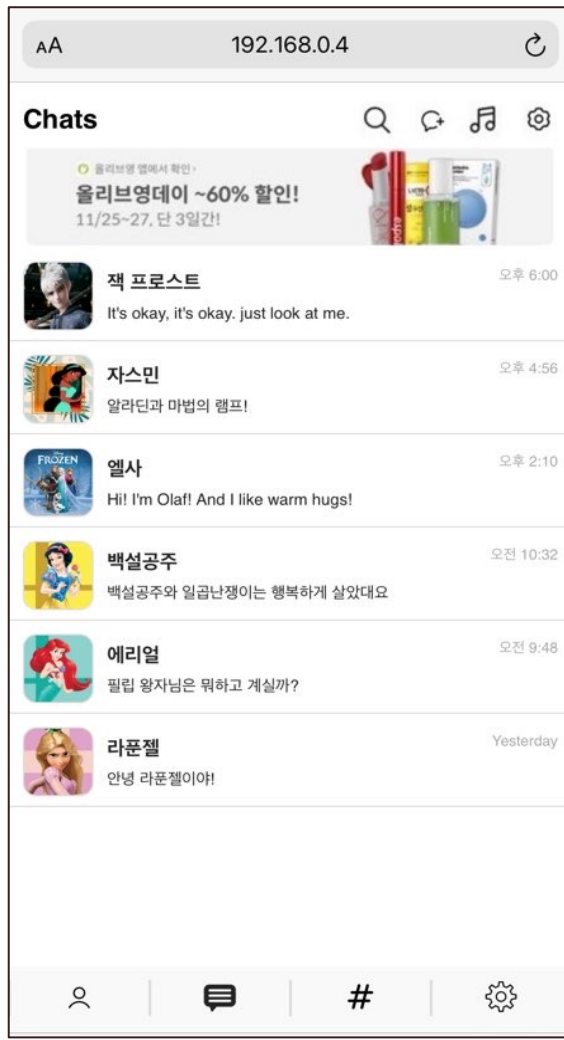 AA 192.168.0.4
Chats
올리브영 앱에서 확인 ›
올리브영데이 ~60% 할인!
11/25~27, 단 3일간!
espoir
잭 프로스트 오후 6:00
It's okay, it's okay. just look at me.
자스민 오후 4:56
알라딘과 마법의 램프!
FROZEN
엘사 오후 2:10
Hi! I'm Olaf! And I like warm hugs!
백설공주 오전 10:32
백설공주와 일곱난쟁이는 행복하게 살았대요
에리얼 오전 9:48
필립 왕자님은 뭐하고 계실까?
라푼젤 Yesterday
안녕 라푼젤이야!
#